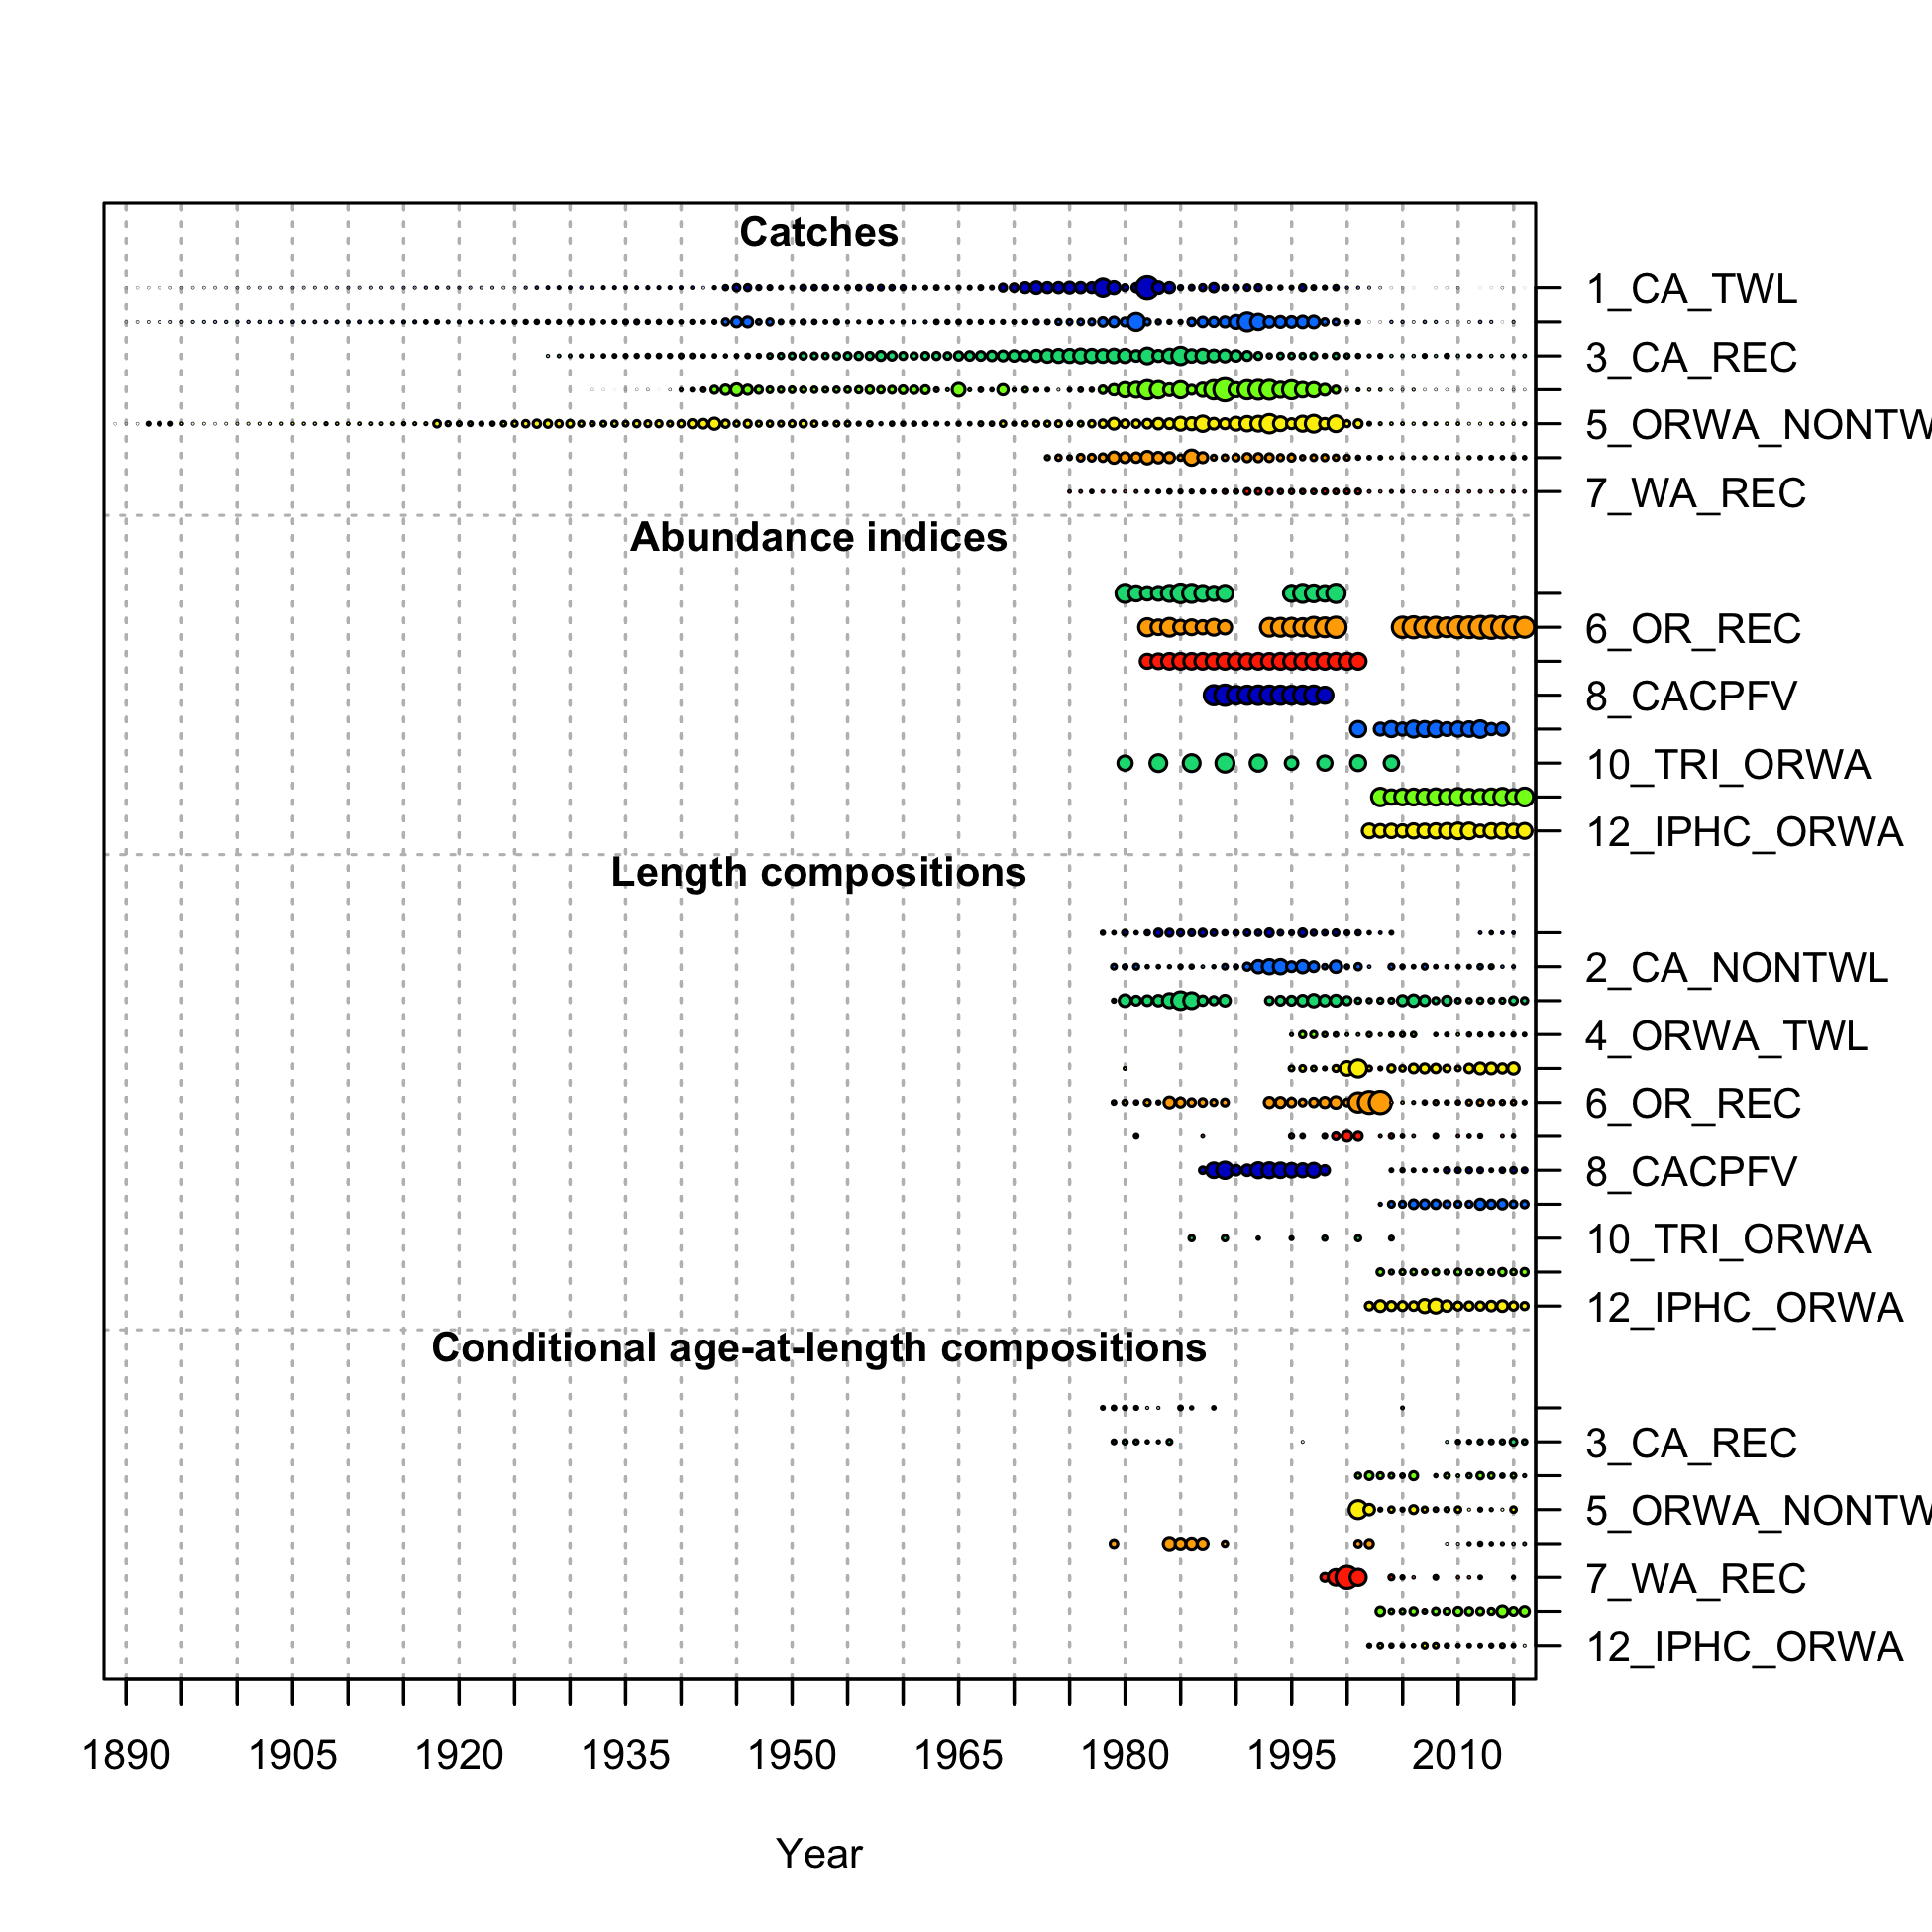 Catches
1_CA_TWL
3_CA_REC
5_ORWA_NONTW
7_WA_REC
Abundance indices
6_OR_REC
8_CACPFV
10_TRI_ORWA
12_IPHC_ORWA
Length compositions
2_CA_NONTWL
4_ORWA_TWL
6_OR_REC
8_CACPFV
10_TRI_ORWA
12_IPHC_ORWA
Conditional age-at-length compositions
3_CA_REC
5_ORWA_NONTW
7_WA_REC
12_IPHC_ORWA
1890 1905 1920 1935 1950 1965 1980 1995 2010
Year